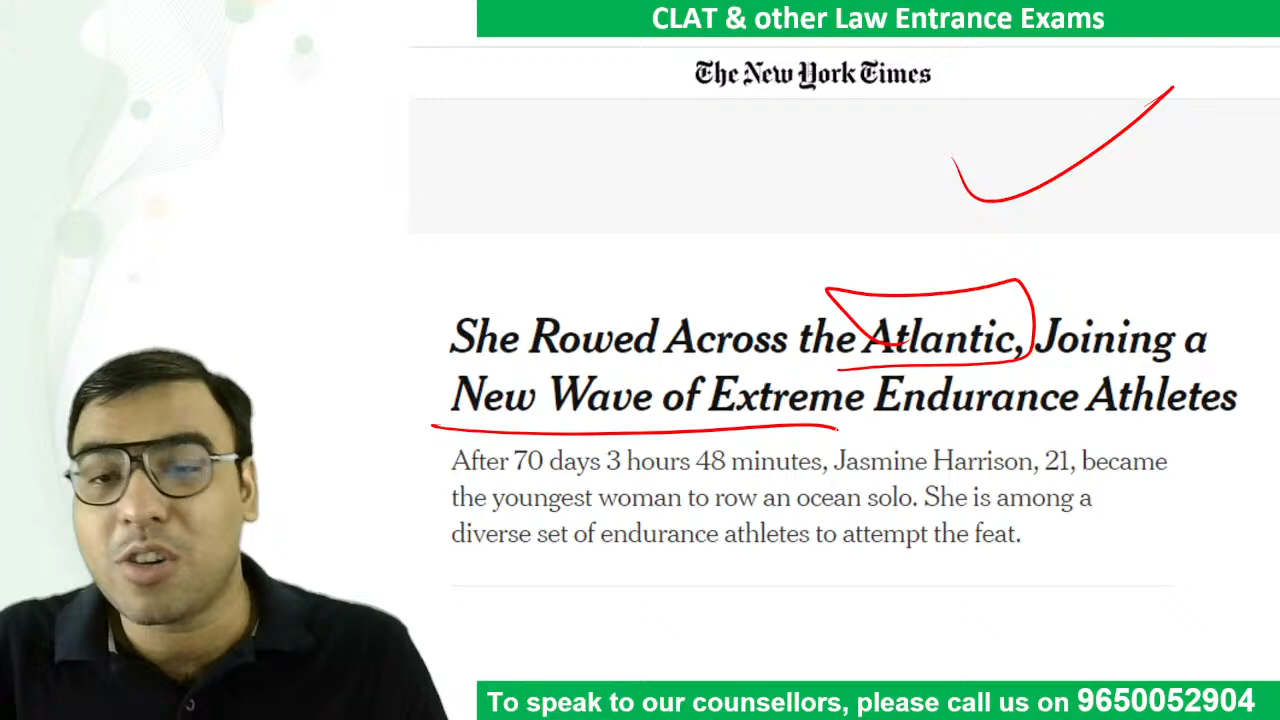 CLAT & other Law Entrance Exams
The New York Times
She Rowed Across the Atlantic, Joining a
New Wave of Extreme Endurance Athletes
After 70 days 3 hours 48 minutes, Jasmine Harrison, 21, became
the youngest woman to row an ocean solo. She is among a
diverse set of endurance athletes to attempt the feat.
To speak to our counsellors, please call us on 9650052904